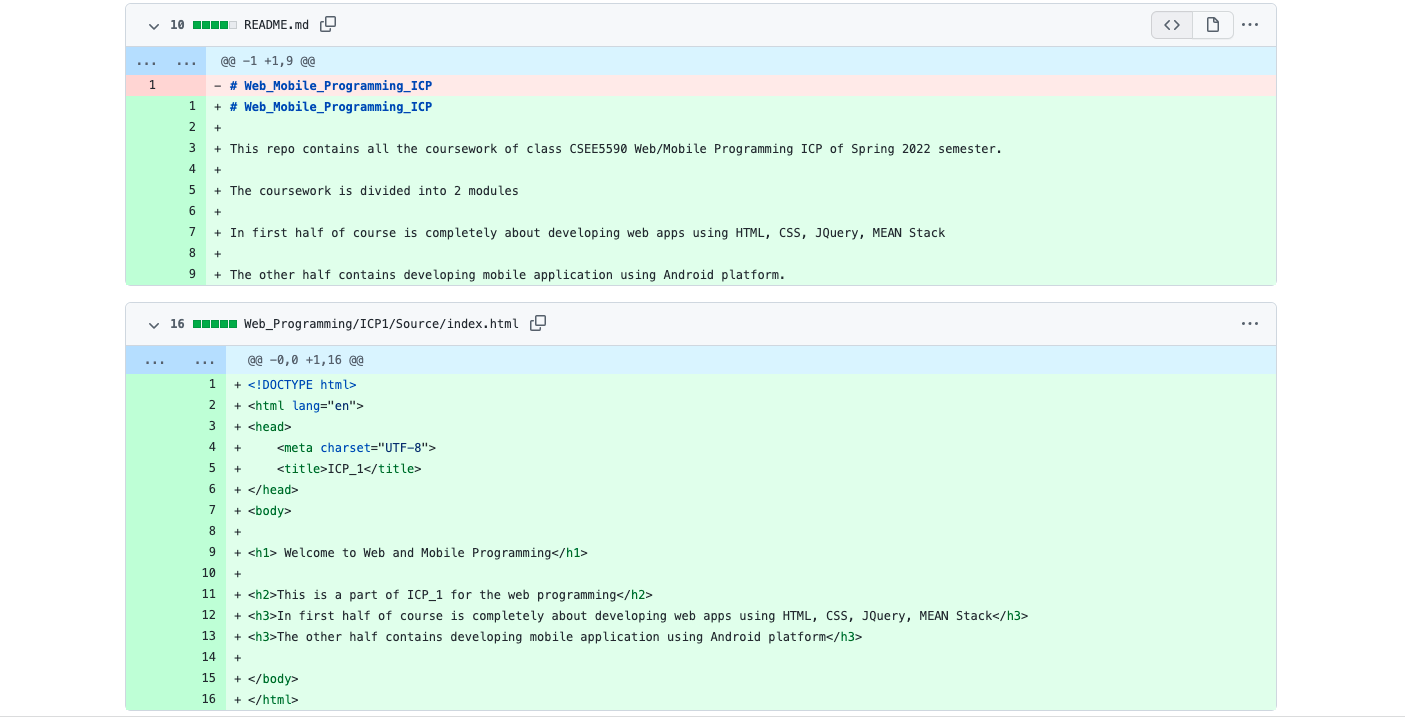 10 README.md
... ... @@ -1 +1,9 @@
1 - # Web_Mobile_Programming_ICP
1 + # Web_Mobile_Programming_ICP
2 +
3 + This repo contains all the coursework of class CSEE5590 Web/Mobile Programming ICP of Spring 2022 semester.
4 +
5 + The coursework is divided into 2 modules
6 +
7 + In first half of course is completely about developing web apps using HTML, CSS, JQuery, MEAN Stack
8 +
9 + The other half contains developing mobile application using Android platform.
16 Web_Programming/ICP1/Source/index.html
... ... @@ -0,0 +1,16 @@
1 + <!DOCTYPE html>
2 + <html lang="en">
3 + <head>
4 +     <meta charset="UTF-8">
5 +     <title>ICP_1</title>
6 + </head>
7 + <body>
8 +
9 + <h1> Welcome to Web and Mobile Programming</h1>
10 +
11 + <h2>This is a part of ICP_1 for the web programming</h2>
12 + <h3>In first half of course is completely about developing web apps using HTML, CSS, JQuery, MEAN Stack</h3>
13 + <h3>The other half contains developing mobile application using Android platform</h3>
14 +
15 + </body>
16 + </html>